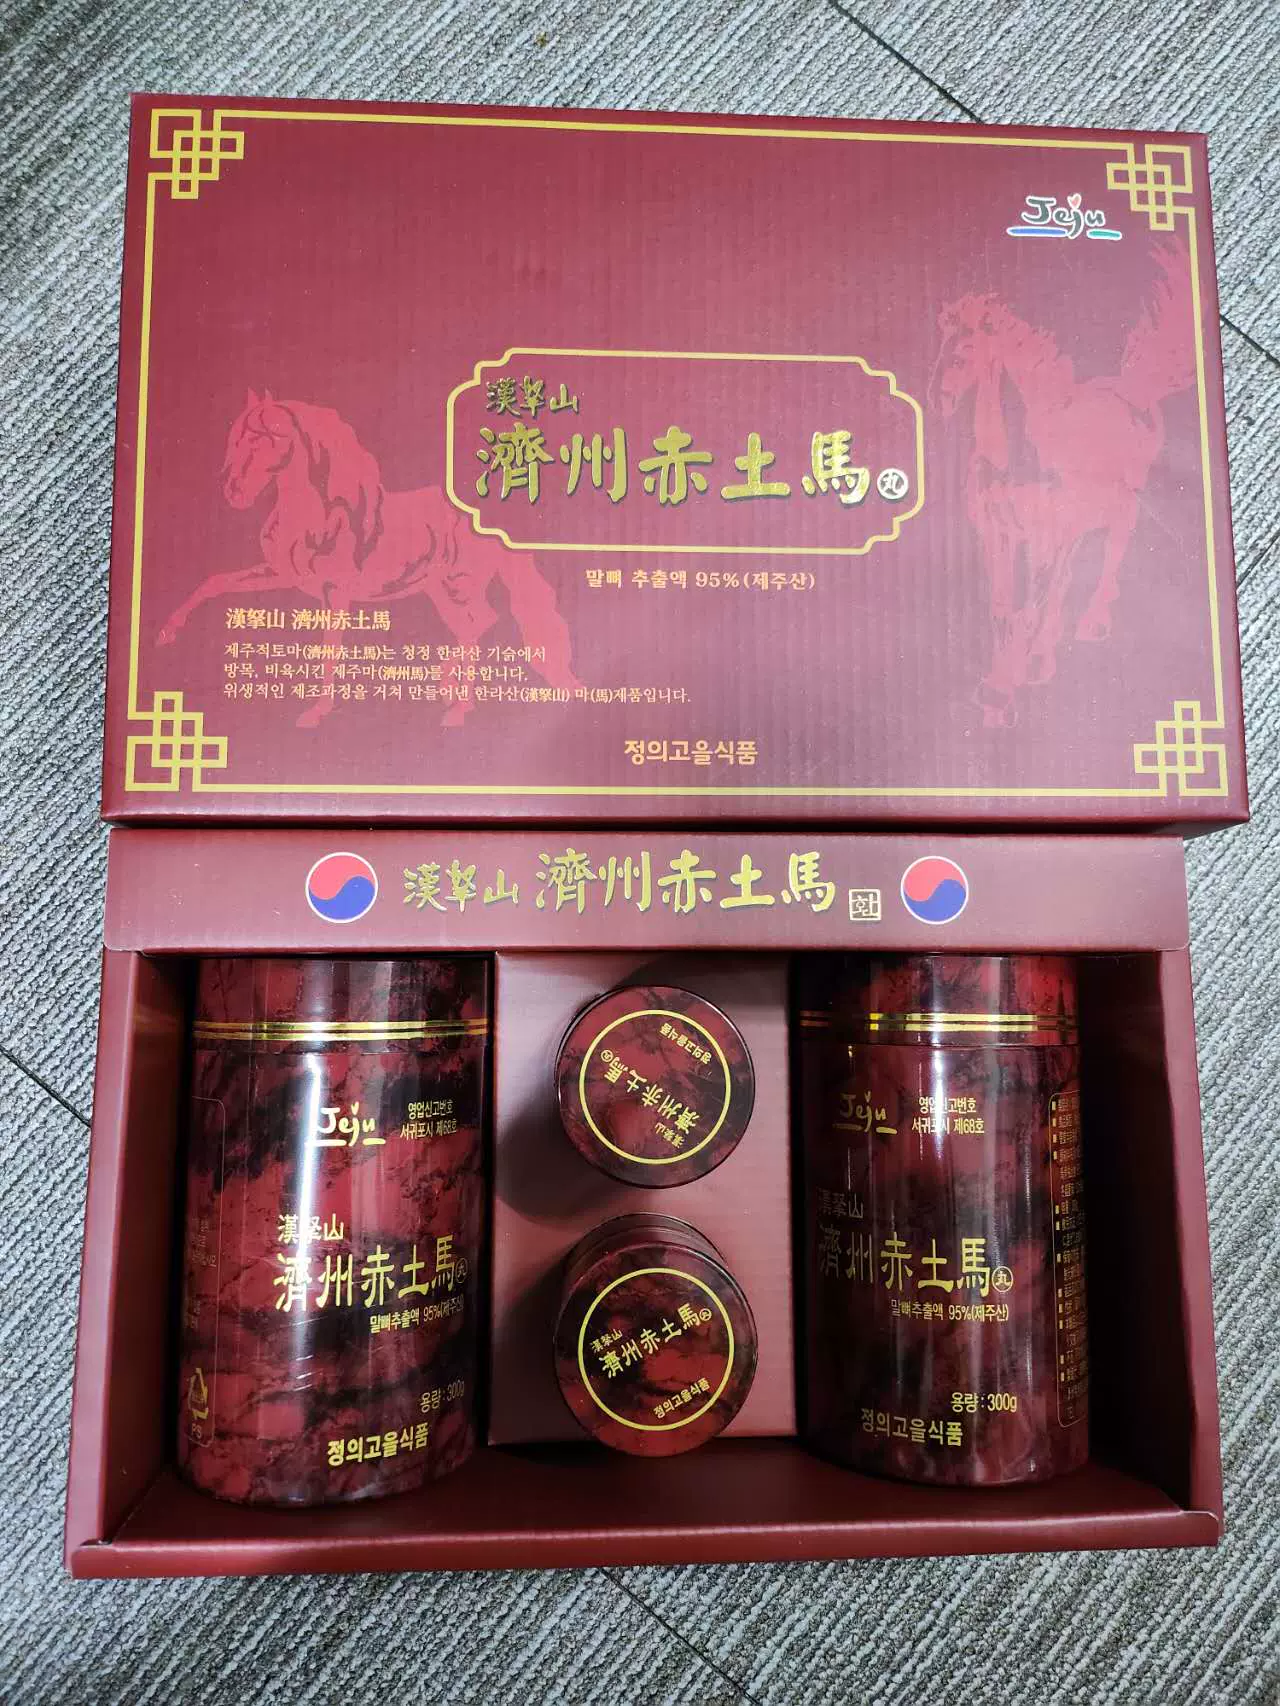 Jeju
漢拏山
濟州赤土馬丸
말뼈 추출액 95%(제주산)
漢拏山 濟州赤土馬
제주적토마(濟州赤土馬)는 청정 한라산 기슭에서
방목, 비육시킨 제주마(濟州馬)를 사용합니다.
위생적인 제조과정을 거쳐 만들어낸 한라산(漢拏山) 마(馬)제품입니다.
정의고을식품
漢拏山 濟州赤土馬 환
Jeju
영업신고번호
서귀포시 제68호
漢拏山
濟州赤土馬丸
말뼈추출액 95%(제주산)
용량 : 300g
정의고을식품
PS
漢拏山
濟州赤土馬丸
정의고을식품
漢拏山
濟州赤土馬丸
정의고을식품
Jeju
영업신고번호
서귀포시 제68호
漢拏山
濟州赤土馬丸
말뼈추출액 95%(제주산)
용량 : 300g
정의고을식품